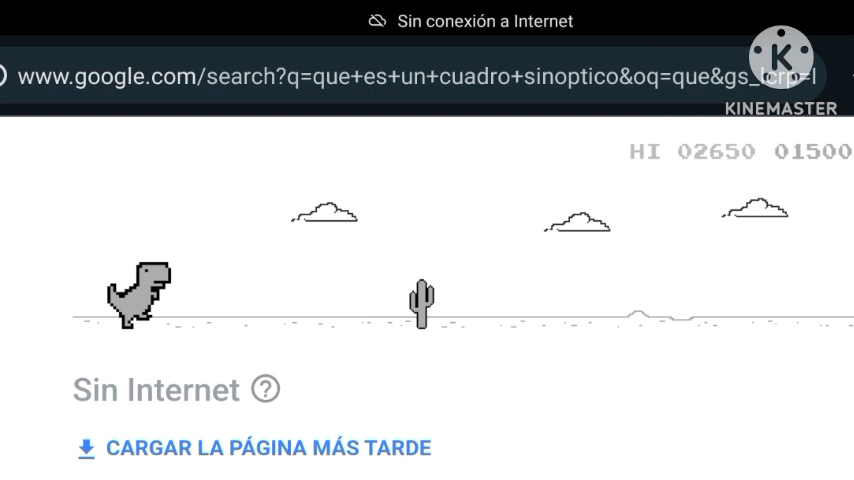 Sin conexión a Internet
www.google.com/search?q=que+es+un+cuadro+sinoptico&oq=que&gs_lcrp=
K
KINEMASTER
HI 02650 01500
Sin Internet ?
CARGAR LA PÁGINA MÁS TARDE